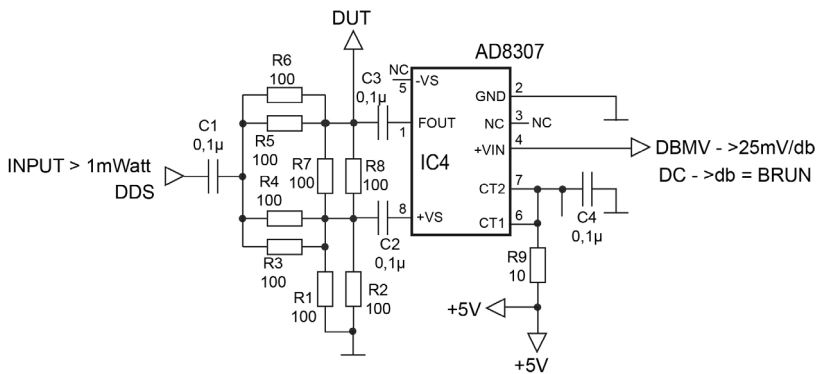 DUT
AD8307
R6
100
NC
5
-VS
C3
0,1µ
1
FOUT
GND
2
NC
3
NC
4
+VIN
DBMV - >25mV/db
DC - >db = BRUN
C1
0,1µ
R5
100
INPUT > 1mWatt
DDS
R7
100
R8
100
IC4
R4
100
CT2
7
8
+VS
CT1
6
C4
0,1µ
C2
0,1µ
R3
100
R9
10
R1
100
R2
100
+5V
+5V